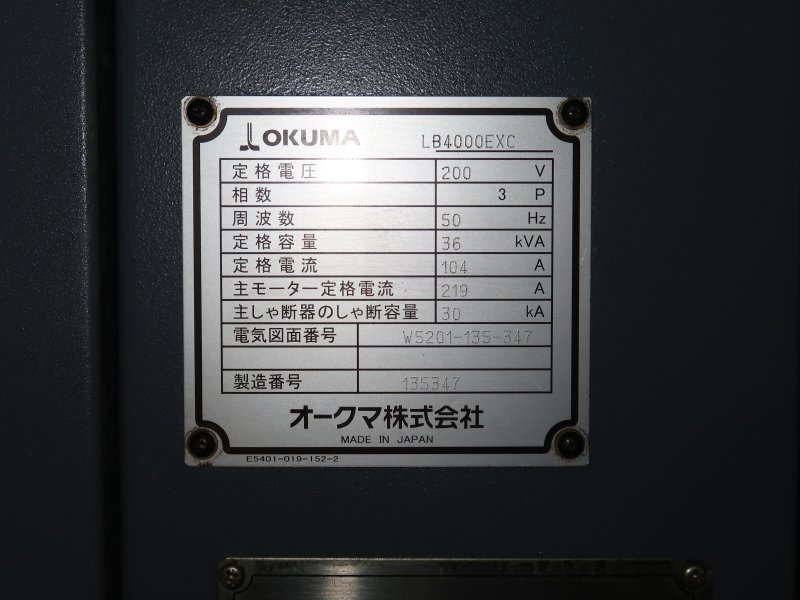 OKUMA LB4000EXC
定格電圧 200 V
相数 3 P
周波数 50 Hz
定格容量 36 kVA
定格電流 104 A
主モーター定格電流 219 A
主しゃ断器のしゃ断容量 30 kA
電気図面番号 W5201-135-347
製造番号 135347
オークマ株式会社
MADE IN JAPAN
E5401-019-152-2